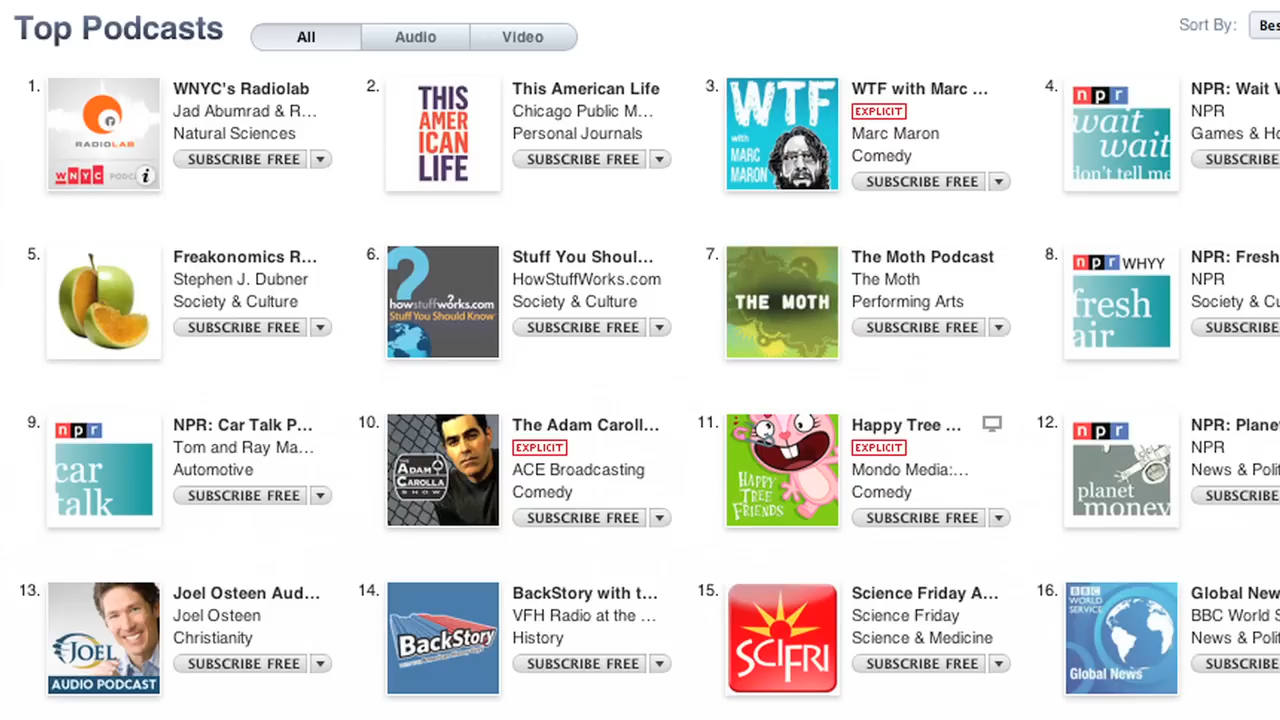 Top Podcasts
All
Audio
Video
Sort By:
Bes
1.
RADIOLAB
WNYC
WNYC's Radiolab
Jad Abumrad & R...
Natural Sciences
SUBSCRIBE FREE
2.
THIS
AMER
ICAN
LIFE
This American Life
Chicago Public M...
Personal Journals
SUBSCRIBE FREE
3.
WTF
with
MARC
MARON
WTF with Marc ...
EXPLICIT
Marc Maron
Comedy
SUBSCRIBE FREE
4.
npr
wait
wait
don't tell me
NPR: Wait W
NPR
Games & Ho
SUBSCRIBE
5.
Freakonomics R...
Stephen J. Dubner
Society & Culture
SUBSCRIBE FREE
6.
howstuffworks.com
Stuff You Should Know
Stuff You Shoul...
HowStuffWorks.com
Society & Culture
SUBSCRIBE FREE
7.
THE MOTH
The Moth Podcast
The Moth
Performing Arts
SUBSCRIBE FREE
8.
npr WHYY
fresh
air
NPR: Fresh
NPR
Society & Cu
SUBSCRIBE
9.
npr
car
talk
NPR: Car Talk P...
Tom and Ray Ma...
Automotive
SUBSCRIBE FREE
10.
THE
ADAM
CAROLLA
SHOW
The Adam Caroll...
EXPLICIT
ACE Broadcasting
Comedy
SUBSCRIBE FREE
11.
HAPPY
TREE
FRIENDS
Happy Tree ...
EXPLICIT
Mondo Media:...
Comedy
SUBSCRIBE FREE
12.
npr
planet
money
NPR: Plane
NPR
News & Polit
SUBSCRIBE
13.
JOEL
AUDIO PODCAST
Joel Osteen Aud...
Joel Osteen
Christianity
SUBSCRIBE FREE
14.
BackStory
BackStory with t...
VFH Radio at the ...
History
SUBSCRIBE FREE
15.
SCIFRI
Science Friday A...
Science Friday
Science & Medicine
SUBSCRIBE FREE
16.
BBC
WORLD
SERVICE
Global News
Global New
BBC World S
News & Polit
SUBSCRIBE